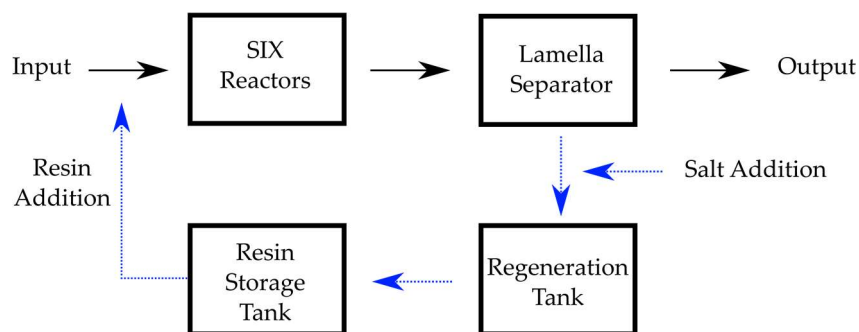 Input
SIX
Reactors
Lamella
Separator
Output
Resin
Addition
Salt Addition
Resin
Storage
Tank
Regeneration
Tank